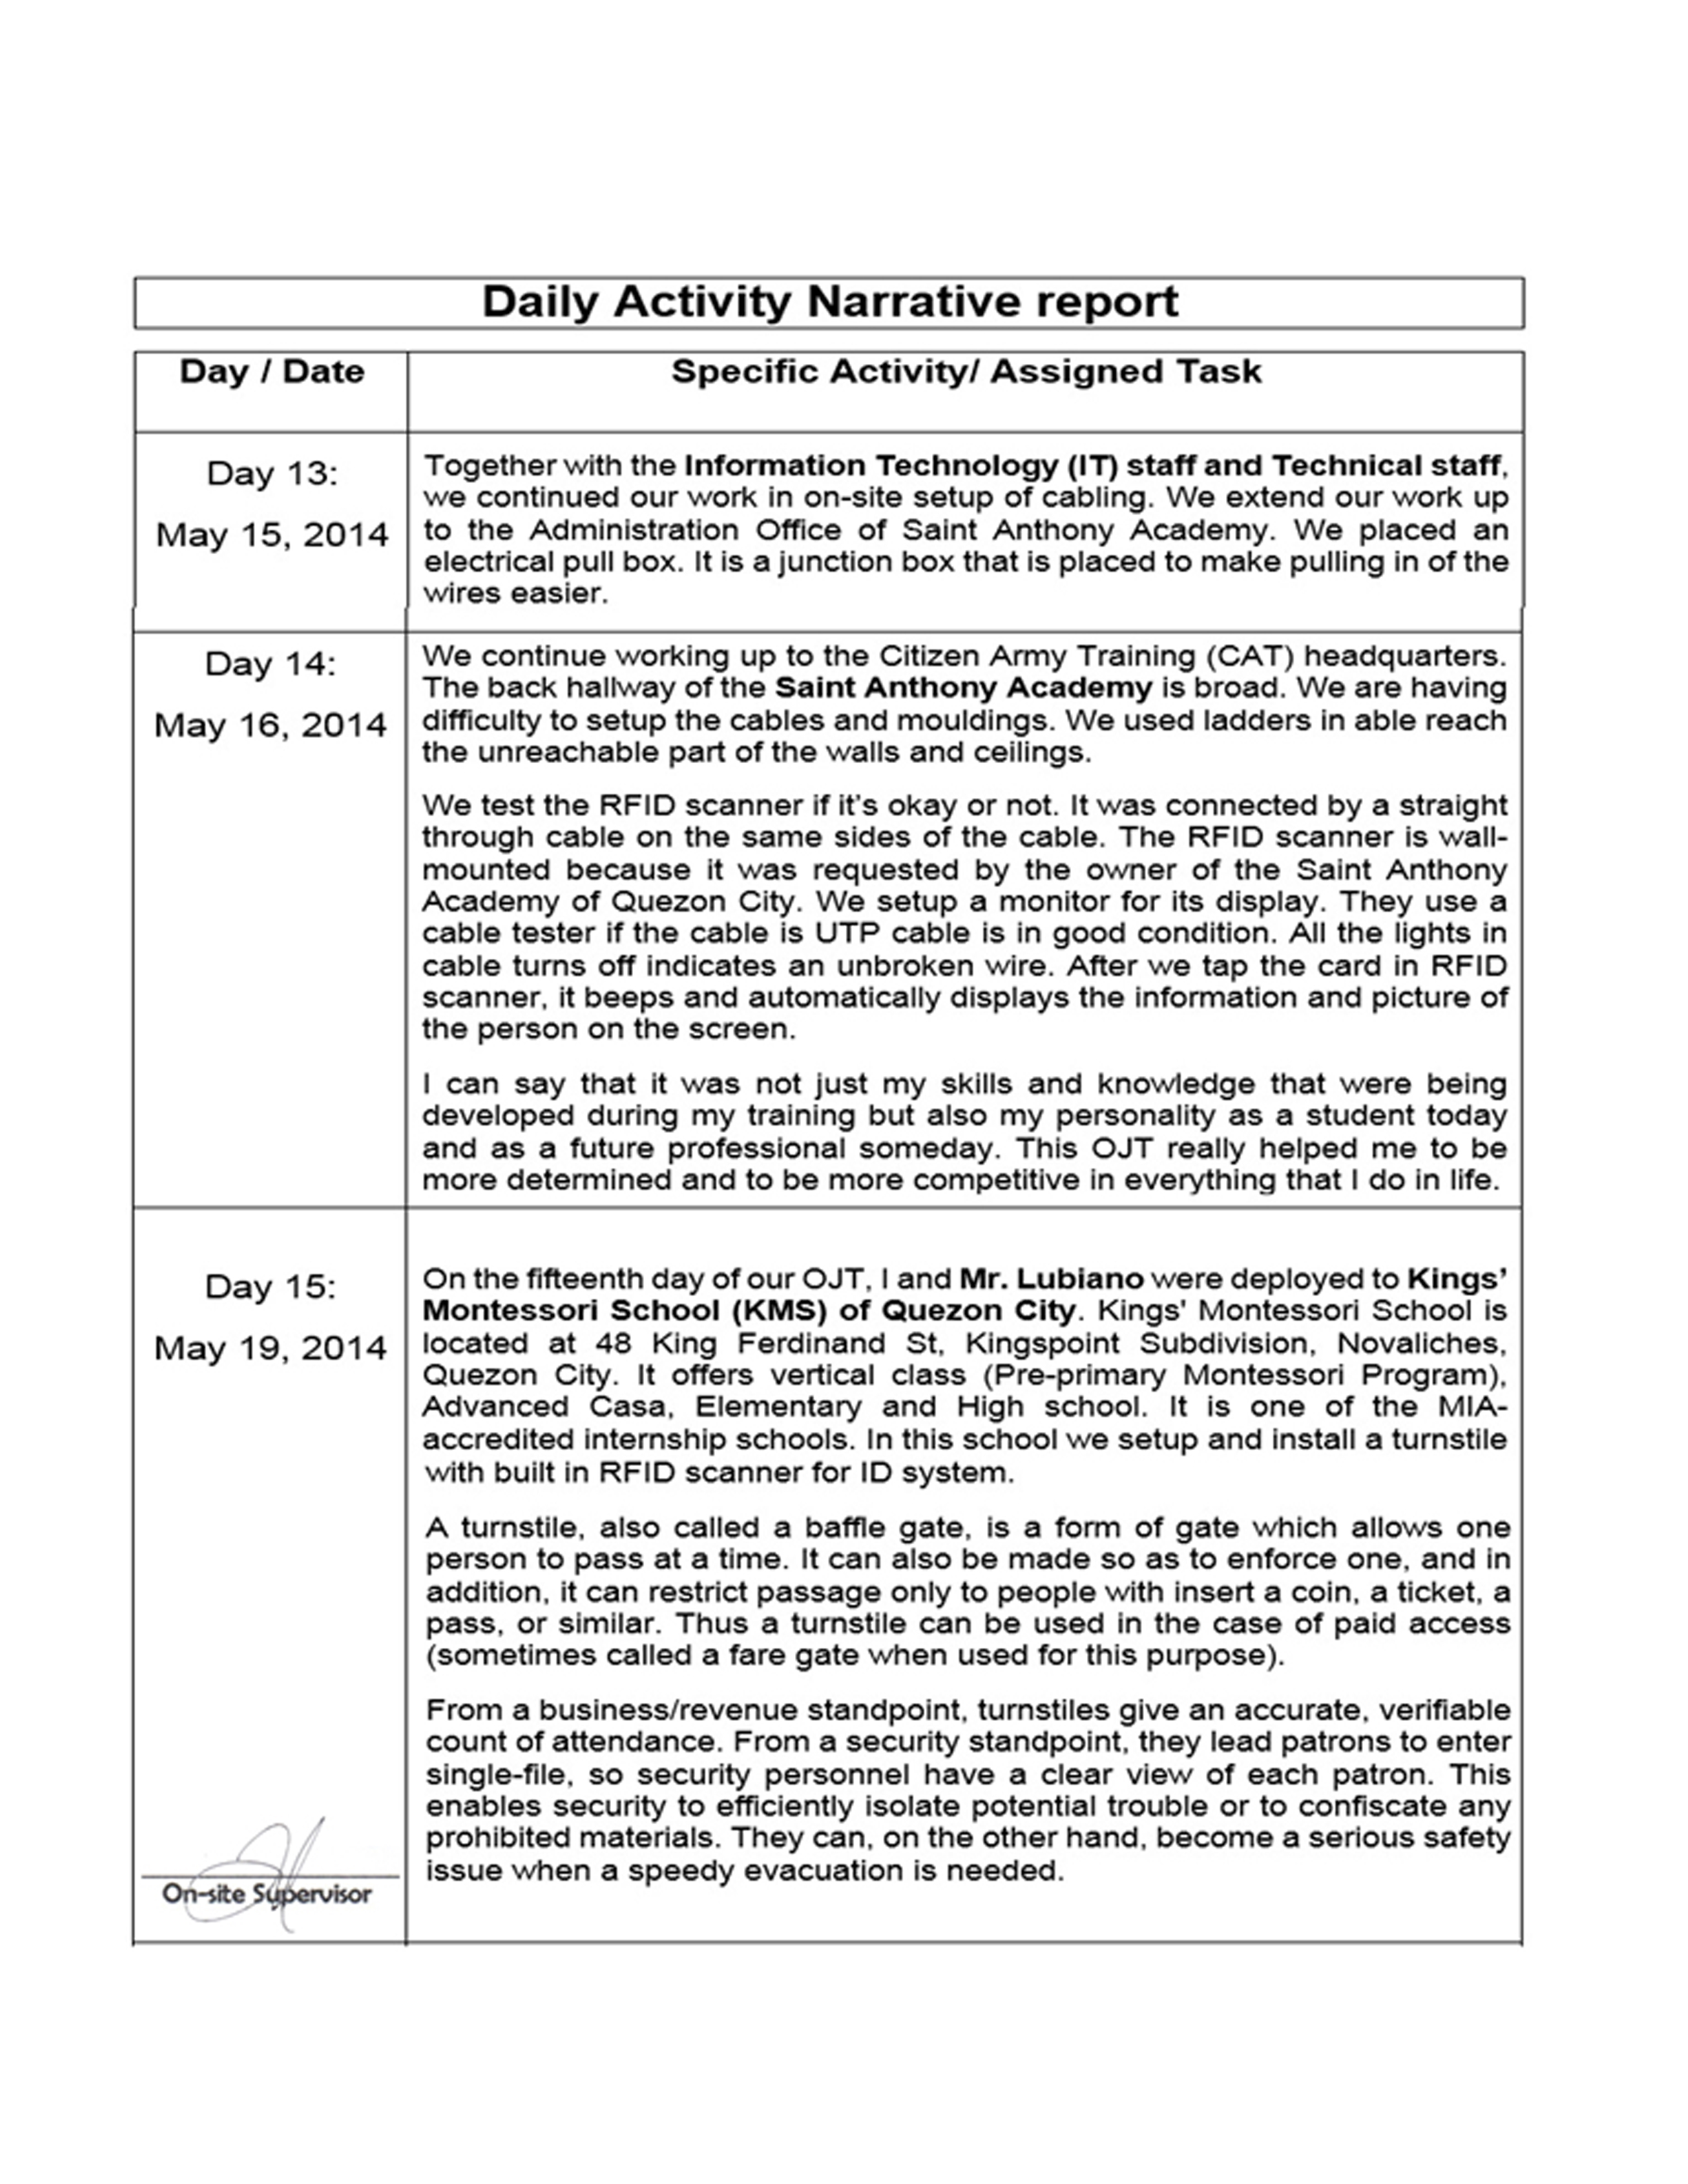 Daily Activity Narrative report
Day / Date
Specific Activity/ Assigned Task
Day 13:
May 15, 2014
Together with the Information Technology (IT) staff and Technical staff,
we continued our work in on-site setup of cabling. We extend our work up
to the Administration Office of Saint Anthony Academy. We placed an
electrical pull box. It is a junction box that is placed to make pulling in of the
wires easier.
Day 14:
May 16, 2014
We continue working up to the Citizen Army Training (CAT) headquarters.
The back hallway of the Saint Anthony Academy is broad. We are having
difficulty to setup the cables and mouldings. We used ladders in able reach
the unreachable part of the walls and ceilings.
We test the RFID scanner if it's okay or not. It was connected by a straight
through cable on the same sides of the cable. The RFID scanner is wall-
mounted because it was requested by the owner of the Saint Anthony
Academy of Quezon City. We setup a monitor for its display. They use a
cable tester if the cable is UTP cable is in good condition. All the lights in
cable turns off indicates an unbroken wire. After we tap the card in RFID
scanner, it beeps and automatically displays the information and picture of
the person on the screen.
I can say that it was not just my skills and knowledge that were being
developed during my training but also my personality as a student today
and as a future professional someday. This OJT really helped me to be
more determined and to be more competitive in everything that I do in life.
Day 15:
May 19, 2014
On the fifteenth day of our OJT, I and Mr. Lubiano were deployed to Kings’
Montessori School (KMS) of Quezon City. Kings' Montessori School is
located at 48 King Ferdinand St, Kingspoint Subdivision, Novaliches,
Quezon City. It offers vertical class (Pre-primary Montessori Program),
Advanced Casa, Elementary and High school. It is one of the MIA-
accredited internship schools. In this school we setup and install a turnstile
with built in RFID scanner for ID system.
A turnstile, also called a baffle gate, is a form of gate which allows one
person to pass at a time. It can also be made so as to enforce one, and in
addition, it can restrict passage only to people with insert a coin, a ticket, a
pass, or similar. Thus a turnstile can be used in the case of paid access
(sometimes called a fare gate when used for this purpose).
From a business/revenue standpoint, turnstiles give an accurate, verifiable
count of attendance. From a security standpoint, they lead patrons to enter
single-file, so security personnel have a clear view of each patron. This
enables security to efficiently isolate potential trouble or to confiscate any
prohibited materials. They can, on the other hand, become a serious safety
issue when a speedy evacuation is needed.
On-site Supervisor